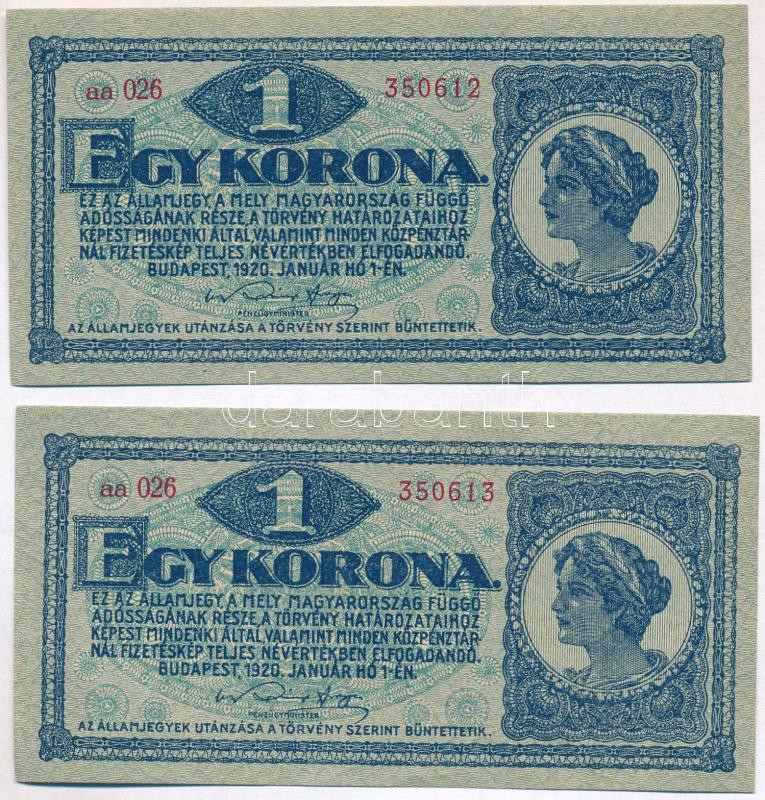 aa 026
1
350612
EGY KORONA.
EZ AZ ÁLLAMJEGY, A MELY MAGYARORSZÁG FÜGGŐ
ADÓSSÁGÁNAK RÉSZE, A TÖRVÉNY HATÁROZATAIHOZ
KÉPEST MINDENKI ÁLTAL, VALAMINT MINDEN KÖZPÉNZTÁR-
NÁL FIZETÉSKÉP TELJES NÉVÉRTÉKBEN ELFOGADANDÓ.
BUDAPEST, 1920. JANUÁR HÓ 1-ÉN.
PÉNZÜGYMINISTER
AZ ÁLLAMJEGYEK UTÁNZÁSA A TÖRVÉNY SZERINT BÜNTETTETIK.
darabanth
aa 026
1
350613
EGY KORONA.
EZ AZ ÁLLAMJEGY, A MELY MAGYARORSZÁG FÜGGŐ
ADÓSSÁGÁNAK RÉSZE, A TÖRVÉNY HATÁROZATAIHOZ
KÉPEST MINDENKI ÁLTAL, VALAMINT MINDEN KÖZPÉNZTÁR-
NÁL FIZETÉSKÉP TELJES NÉVÉRTÉKBEN ELFOGADANDÓ.
BUDAPEST, 1920. JANUÁR HÓ 1-ÉN.
PÉNZÜGYMINISTER
AZ ÁLLAMJEGYEK UTÁNZÁSA A TÖRVÉNY SZERINT BÜNTETTETIK.